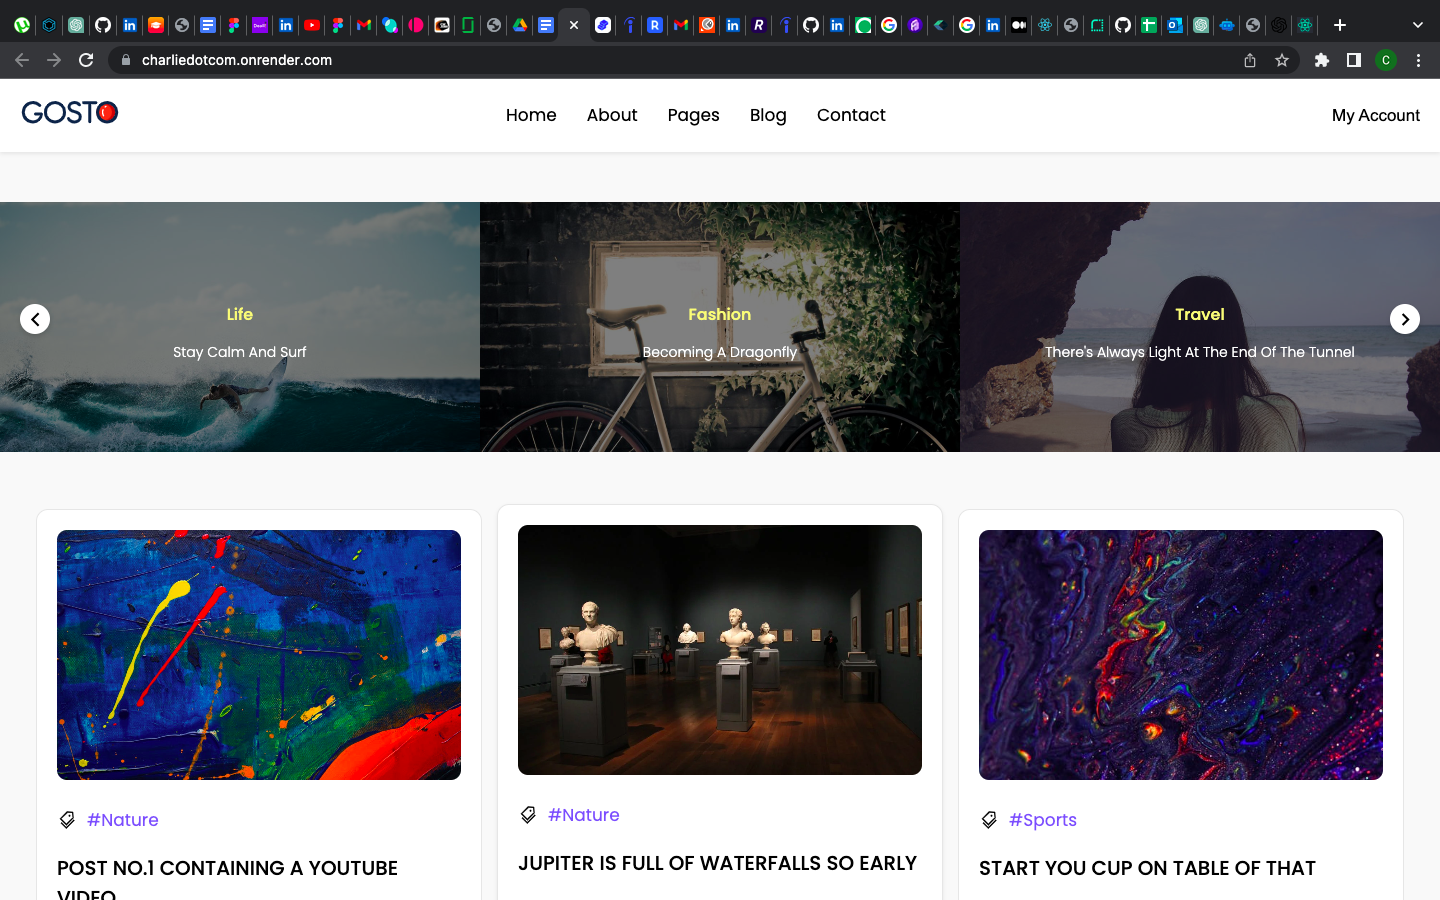 charliedotcom.onrender.com
C
GOSTO
Home
About
Pages
Blog
Contact
My Account
Life
Stay Calm And Surf
Fashion
Becoming A Dragonfly
Travel
There's Always Light At The End Of The Tunnel
#Nature
POST NO.1 CONTAINING A YOUTUBE
VIDEO
#Nature
JUPITER IS FULL OF WATERFALLS SO EARLY
#Sports
START YOU CUP ON TABLE OF THAT